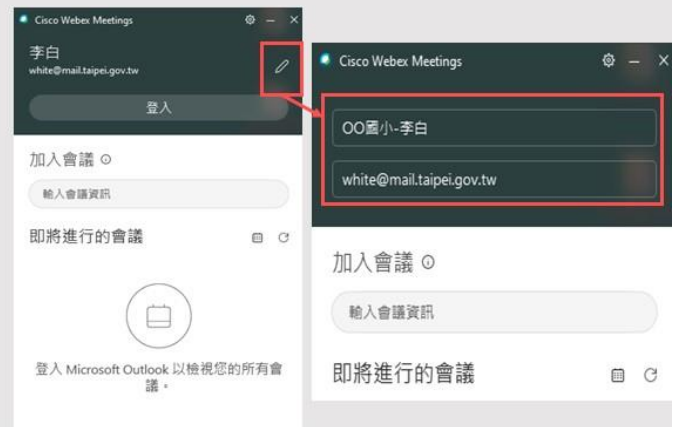 Cisco Webex Meetings
李白
white@mail.taipei.gov.tw
登入
加入會議
輸入會議資訊
即將進行的會議
登入 Microsoft Outlook 以檢視您的所有會
議。
Cisco Webex Meetings
OO國小-李白
white@mail.taipei.gov.tw
加入會議
輸入會議資訊
即將進行的會議